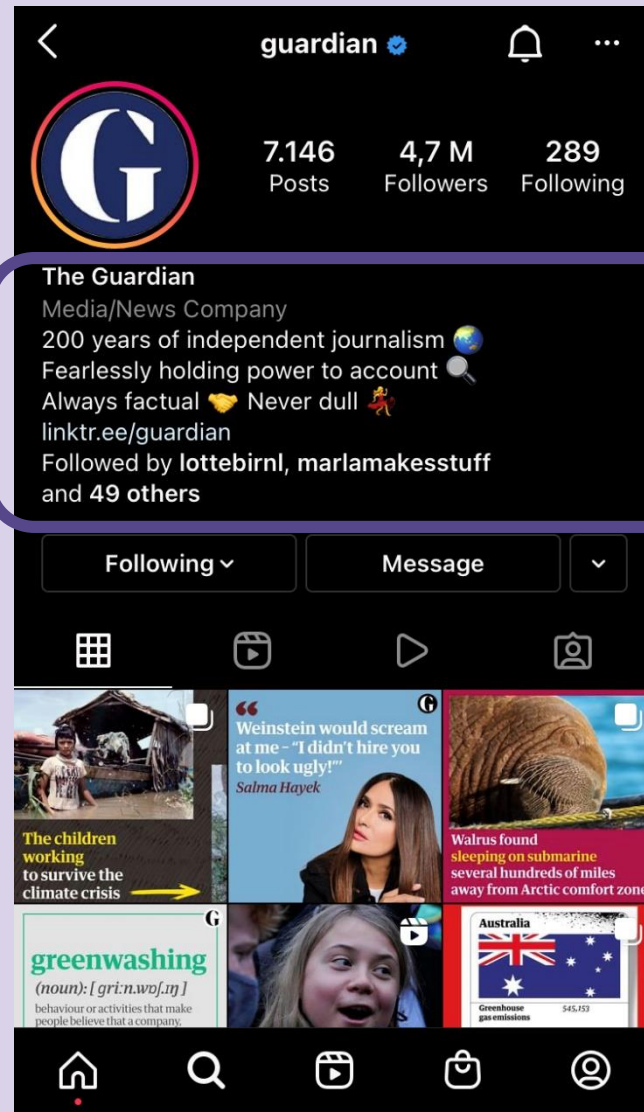 guardian
G
7.146
Posts
4,7 M
Followers
289
Following
The Guardian
Media/News Company
200 years of independent journalism 🌏
Fearlessly holding power to account 🔍
Always factual 🤝 Never dull 💃
linktr.ee/guardian
Followed by lottebirnl, marlamakesstuff
and 49 others
Following
Message
The children
working
to survive the
climate crisis
G
Weinstein would scream
at me – “I didn't hire you
to look ugly!”’
Salma Hayek
Walrus found
sleeping on submarine
several hundreds of miles
away from Arctic comfort zone
G
greenwashing
(noun): [ ɡriːn.wɒʃ.ɪŋ ]
behaviour or activities that make
people believe that a company,
Australia
Greenhouse
gas emissions
545,153